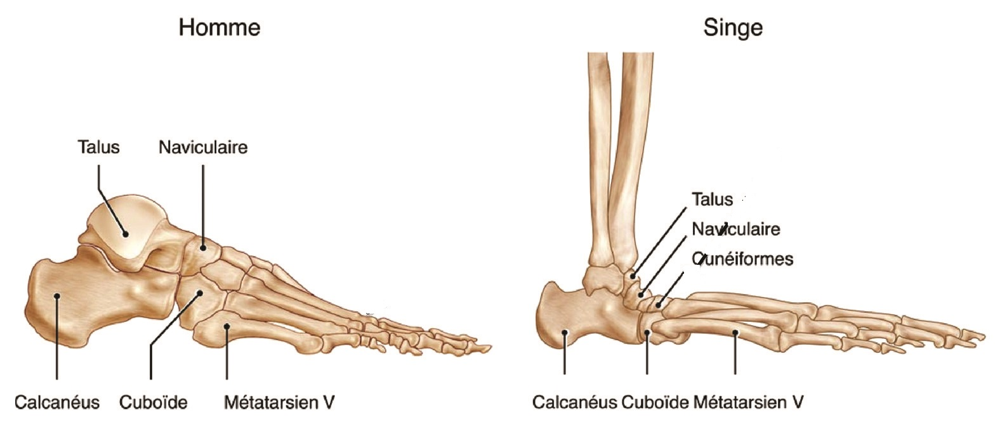 Homme
Singe
Talus
Naviculaire
Talus
Naviculaire
Cunéiformes
Calcanéus
Cuboïde
Métatarsien V
Calcanéus
Cuboïde
Métatarsien V